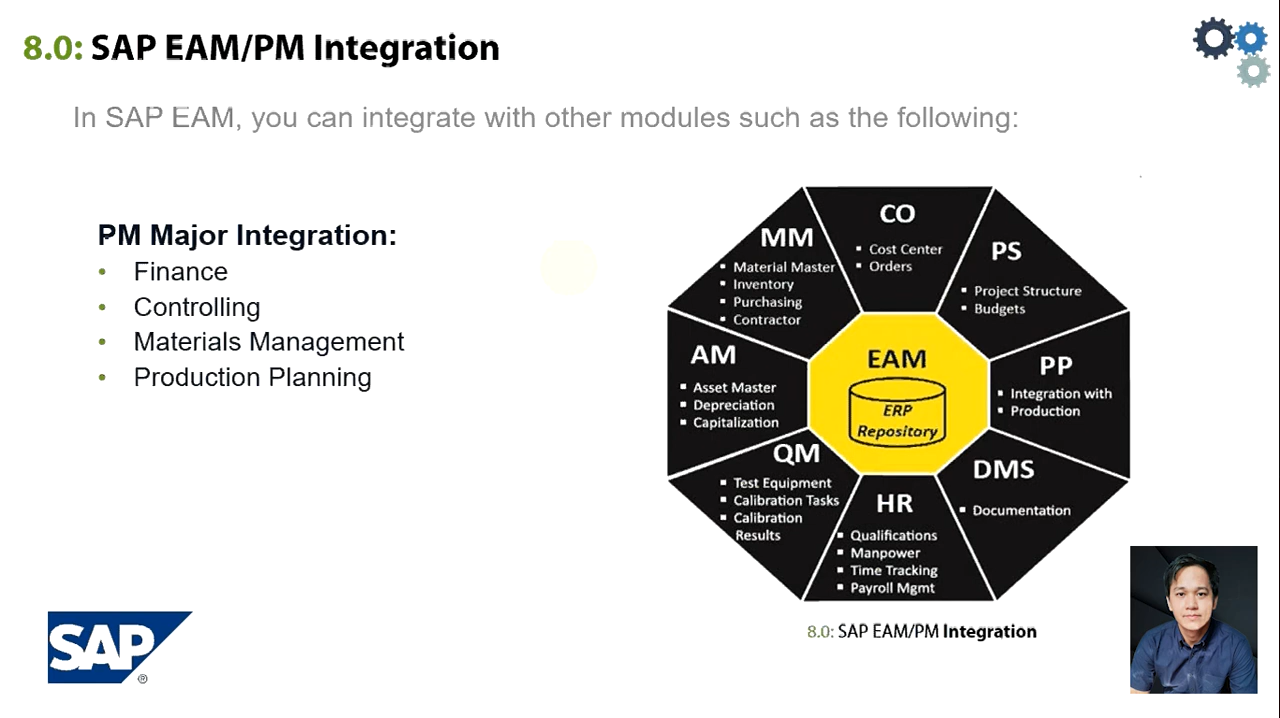 8.0: SAP EAM/PM Integration
In SAP EAM, you can integrate with other modules such as the following:
PM Major Integration:
• Finance
• Controlling
• Materials Management
• Production Planning
CO
▪ Cost Center
▪ Orders
MM
▪ Material Master
▪ Inventory
▪ Purchasing
▪ Contractor
PS
▪ Project Structure
▪ Budgets
AM
▪ Asset Master
▪ Depreciation
▪ Capitalization
EAM
ERP
Repository
PP
▪ Integration with
▪ Production
QM
▪ Test Equipment
▪ Calibration Tasks
▪ Calibration
Results
HR
▪ Qualifications
▪ Manpower
▪ Time Tracking
▪ Payroll Mgmt
DMS
▪ Documentation
8.0: SAP EAM/PM Integration
SAP
®